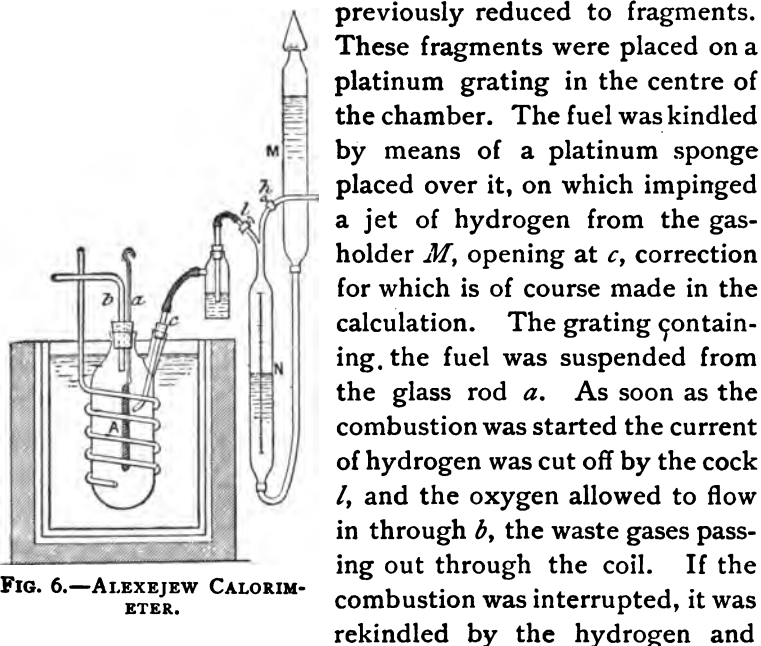 previously reduced to fragments.
These fragments were placed on a
platinum grating in the centre of
the chamber. The fuel was kindled
by means of a platinum sponge
placed over it, on which impinged
a jet of hydrogen from the gas-
holder M, opening at c, correction
for which is of course made in the
calculation. The grating contain-
ing. the fuel was suspended from
the glass rod a. As soon as the
combustion was started the current
of hydrogen was cut off by the cock
l, and the oxygen allowed to flow
in through b, the waste gases pass-
ing out through the coil. If the
combustion was interrupted, it was
rekindled by the hydrogen and
M
h
l
b
a
c
N
A
FIG. 6.—ALEXEJEW CALORIM-
ETER.